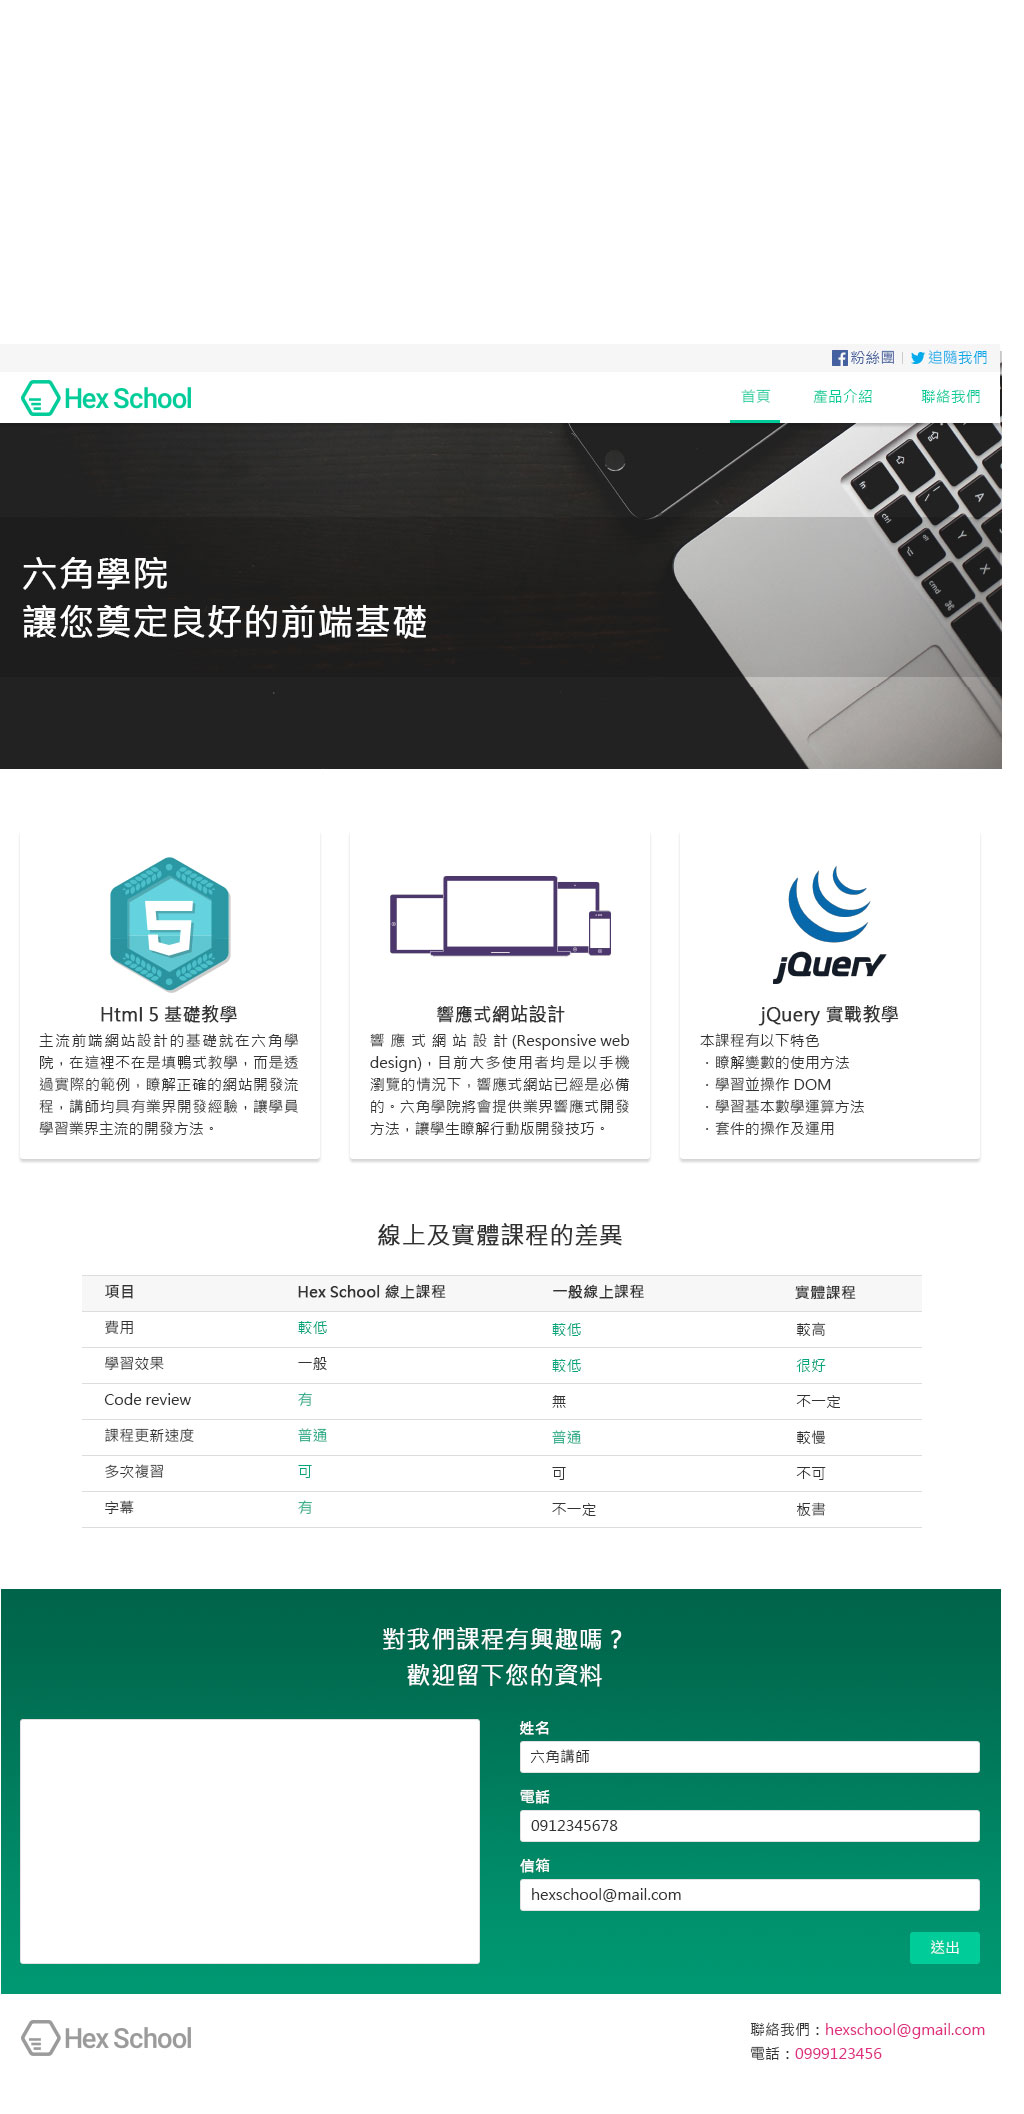 粉絲團 追隨我們
Hex School 首頁 產品介紹 聯絡我們
六角學院
讓您奠定良好的前端基礎
Html 5 基礎教學
主流前端網站設計的基礎就在六角學
院，在這裡不在是填鴨式教學，而是透
過實際的範例，瞭解正確的網站開發流
程，講師均具有業界開發經驗，讓學員
學習業界主流的開發方法。
響應式網站設計
響應式網站設計(Responsive web
design)，目前大多使用者均是以手機
瀏覽的情況下，響應式網站已經是必備
的。六角學院將會提供業界響應式開發
方法，讓學生瞭解行動版開發技巧。
jQuery
jQuery 實戰教學
本課程有以下特色
．瞭解變數的使用方法
．學習並操作 DOM
．學習基本數學運算方法
．套件的操作及運用
線上及實體課程的差異
項目 Hex School 線上課程 一般線上課程 實體課程
費用 較低 較低 較高
學習效果 一般 較低 很好
Code review 有 無 不一定
課程更新速度 普通 普通 較慢
多次複習 可 可 不可
字幕 有 不一定 板書
對我們課程有興趣嗎？
歡迎留下您的資料
姓名
六角講師
電話
0912345678
信箱
hexschool@mail.com
送出
Hex School
聯絡我們：hexschool@gmail.com
電話：0999123456